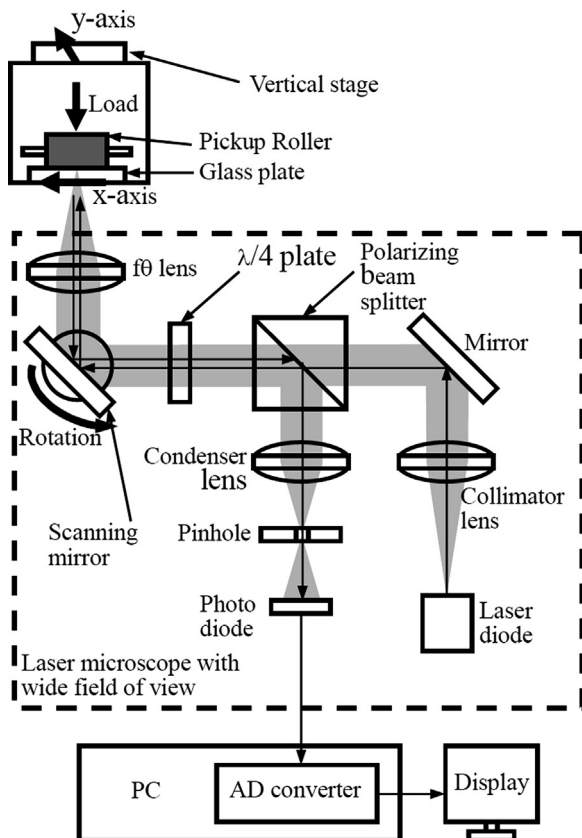 y-axis
Vertical stage
Load
Pickup Roller
Glass plate
x-axis
fθ lens
λ/4 plate
Polarizing
beam
splitter
Mirror
Rotation
Condenser
lens
Collimator
lens
Scanning
mirror
Pinhole
Photo
diode
Laser
diode
Laser microscope with
wide field of view
PC
AD converter
Display